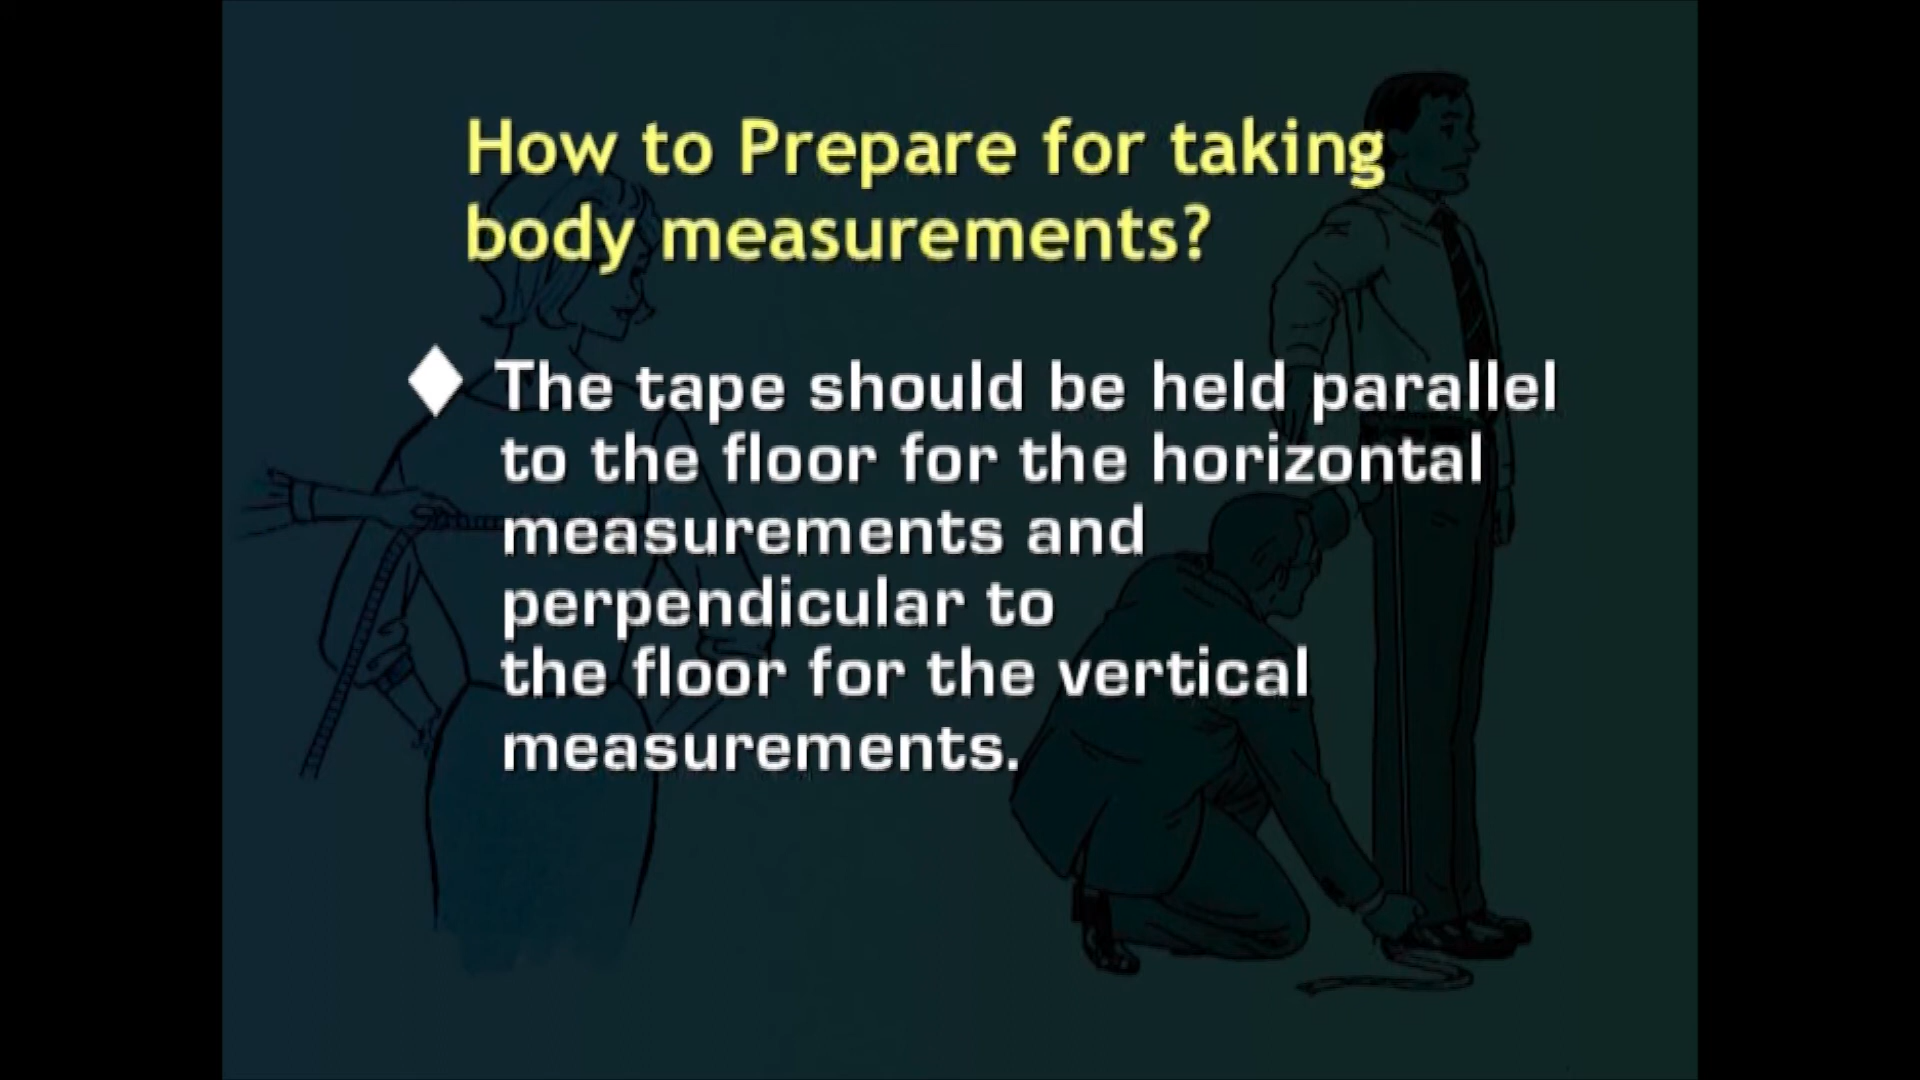 How to Prepare for taking
body measurements?
The tape should be held parallel
to the floor for the horizontal
measurements and
perpendicular to
the floor for the vertical
measurements.